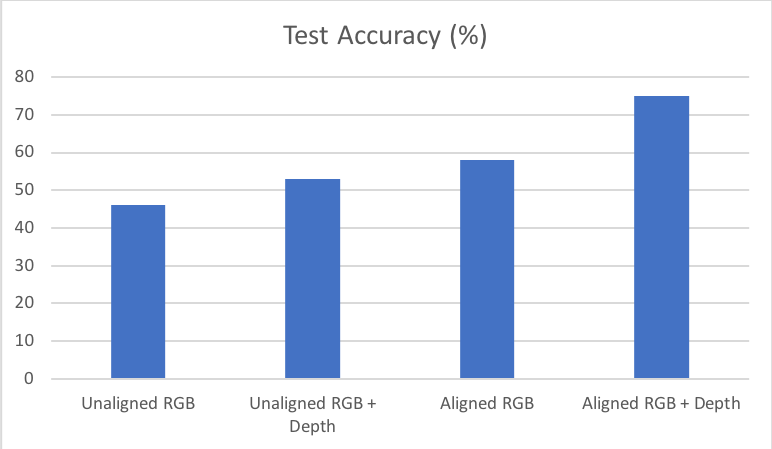 Test Accuracy (%)
80
70
60
50
40
30
20
10
0
Unaligned RGB
Unaligned RGB +
Depth
Aligned RGB
Aligned RGB + Depth